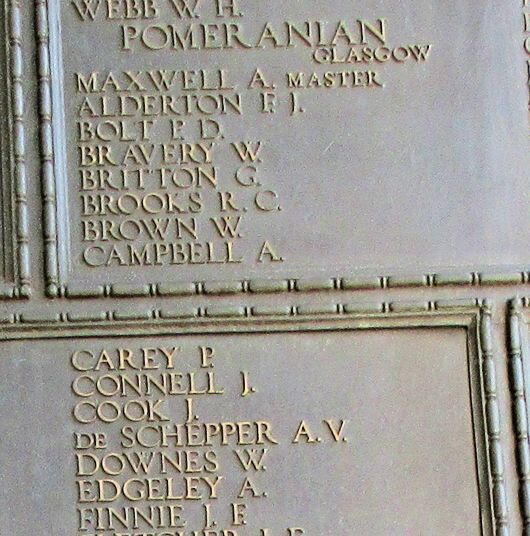 WEBB W. H.
POMERANIAN
GLASGOW
MAXWELL A. MASTER
ALDERTON F. J.
BOLT P. D.
BRAVERY W.
BRITTON G.
BROOKS R. C.
BROWN W.
CAMPBELL A.
CAREY P.
CONNELL J.
COOK J.
DE SCHEPPER A. V.
DOWNES W.
EDGELEY A.
FINNIE J. F.